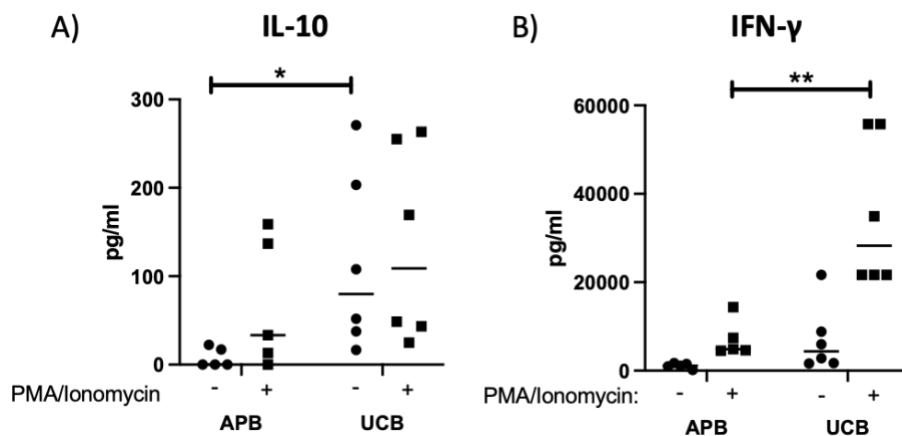 A) IL-10
*
300
200
100
0
pg/ml
PMA/Ionomycin - + - +
APB UCB
B) IFN-γ
**
60000
40000
20000
0
pg/ml
PMA/Ionomycin: - + - +
APB UCB